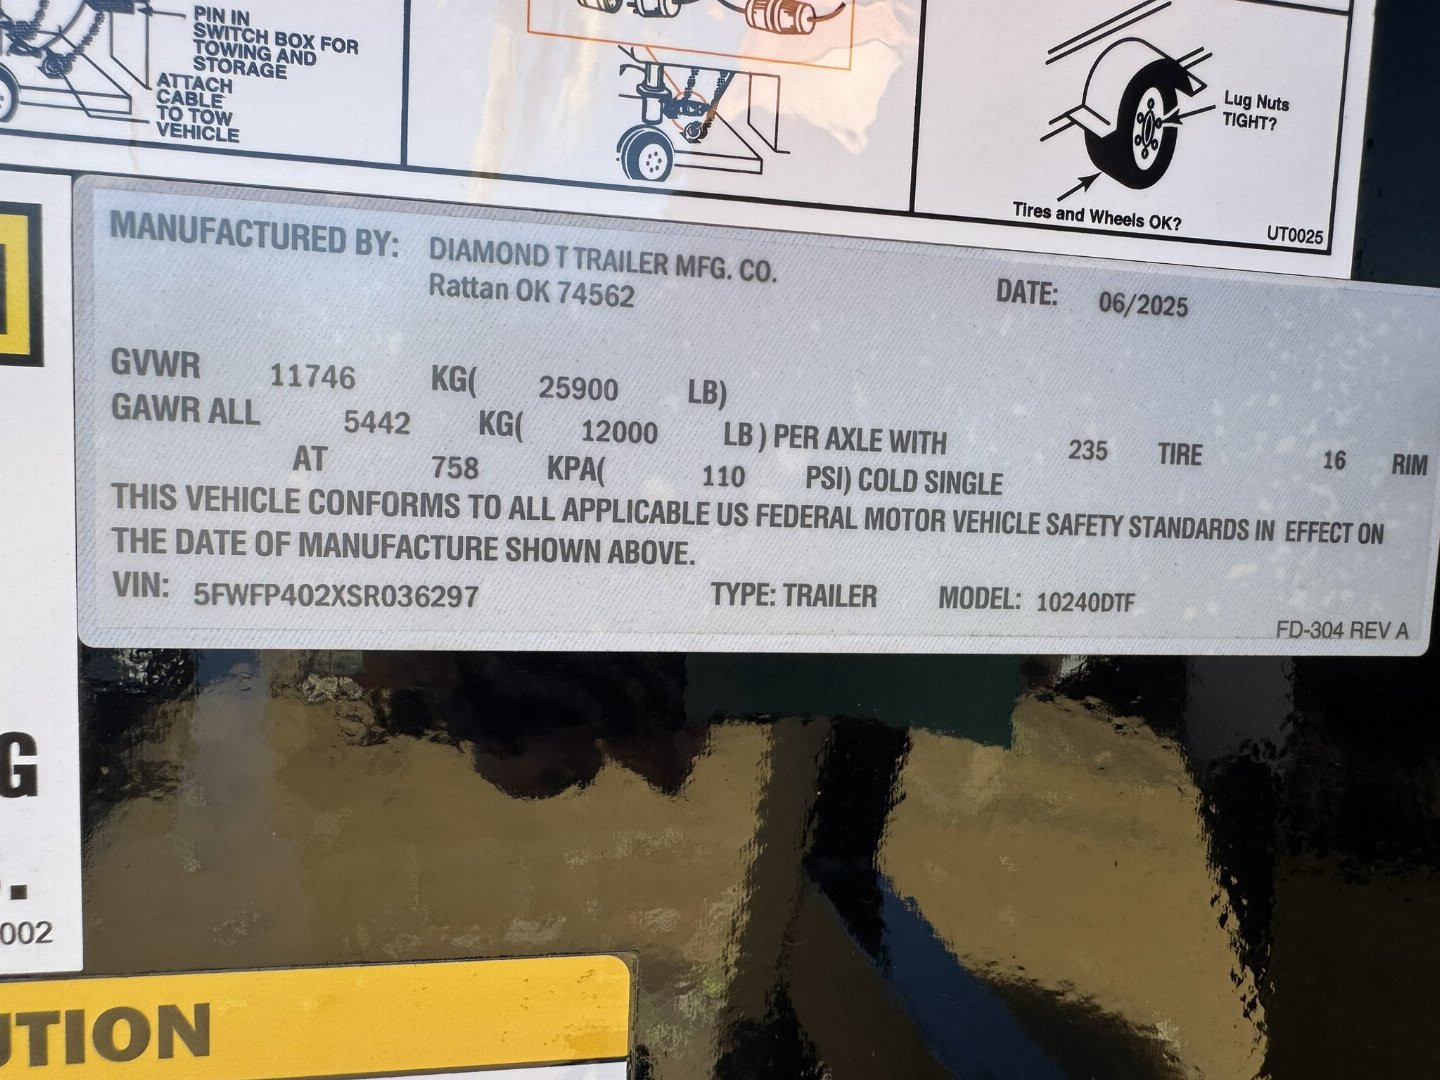 PIN IN
SWITCH BOX FOR
TOWING AND
STORAGE
ATTACH
CABLE
TO TOW
VEHICLE
Lug Nuts
TIGHT?
Tires and Wheels OK?
UT0025
MANUFACTURED BY: DIAMOND T TRAILER MFG. CO.
Rattan OK 74562
DATE: 06/2025
GVWR 11746 KG( 25900 LB)
GAWR ALL 5442 KG( 12000 LB ) PER AXLE WITH 235 TIRE 16 RIM
AT 758 KPA( 110 PSI) COLD SINGLE
THIS VEHICLE CONFORMS TO ALL APPLICABLE US FEDERAL MOTOR VEHICLE SAFETY STANDARDS IN EFFECT ON
THE DATE OF MANUFACTURE SHOWN ABOVE.
VIN: 5FWFP402XSR036297 TYPE: TRAILER MODEL: 10240DTF
FD-304 REV A
G
.
002
UTION